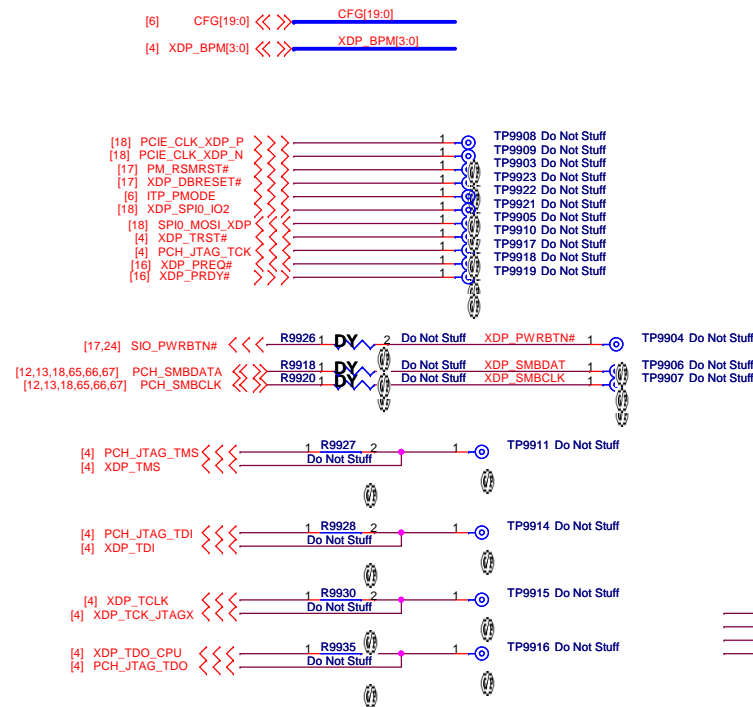 [6] CFG[19:0] CFG[19:0]
[4] XDP_BPM[3:0] XDP_BPM[3:0]
[18] PCIE_CLK_XDP_P 1 TP9908 Do Not Stuff
[18] PCIE_CLK_XDP_N 1 TP9909 Do Not Stuff
[17] PM_RSMRST# 1 TP9903 Do Not Stuff
[17] XDP_DBRESET# 1 TP9923 Do Not Stuff
[6] ITP_PMODE 1 TP9922 Do Not Stuff
[18] XDP_SPI0_IO2 1 TP9921 Do Not Stuff
[18] SPI0_MOSI_XDP 1 TP9905 Do Not Stuff
[4] XDP_TRST# 1 TP9910 Do Not Stuff
[4] PCH_JTAG_TCK 1 TP9917 Do Not Stuff
[16] XDP_PREQ# 1 TP9918 Do Not Stuff
[16] XDP_PRDY# 1 TP9919 Do Not Stuff
[17,24] SIO_PWRBTN# R9926 1 DY 2 Do Not Stuff XDP_PWRBTN# 1 TP9904 Do Not Stuff
[12,13,18,65,66,67] PCH_SMBDATA R9918 1 DY Do Not Stuff XDP_SMBDAT 1 TP9906 Do Not Stuff
[12,13,18,65,66,67] PCH_SMBCLK R9920 1 DY Do Not Stuff XDP_SMBCLK 1 TP9907 Do Not Stuff
[4] PCH_JTAG_TMS 1 R9927 2 1 TP9911 Do Not Stuff
[4] XDP_TMS Do Not Stuff
[4] PCH_JTAG_TDI 1 R9928 2 1 TP9914 Do Not Stuff
[4] XDP_TDI Do Not Stuff
[4] XDP_TCLK 1 R9930 2 1 TP9915 Do Not Stuff
[4] XDP_TCK_JTAGX Do Not Stuff
[4] XDP_TDO_CPU 1 R9935 2 1 TP9916 Do Not Stuff
[4] PCH_JTAG_TDO Do Not Stuff